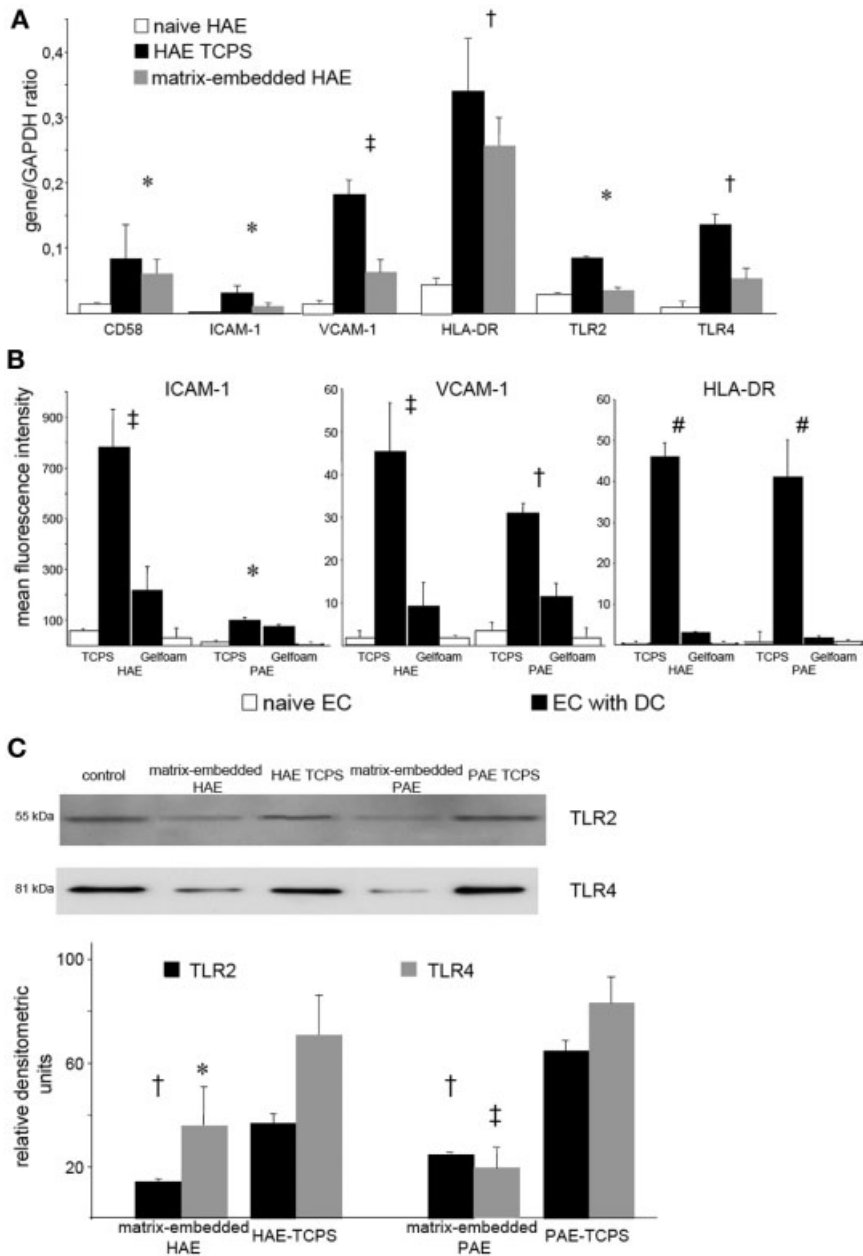 A
naive HAE
HAE TCPS
matrix-embedded HAE
gene/GAPDH ratio
0,4
0,3
0,2
0,1
*
*
‡
†
*
†
CD58 ICAM-1 VCAM-1 HLA-DR TLR2 TLR4
B
ICAM-1 VCAM-1 HLA-DR
mean fluorescence intensity
900
700
500
300
100
‡
*
60
50
40
30
20
10
‡
†
60
50
40
30
20
10
#
#
TCPS Gelfoam TCPS Gelfoam TCPS Gelfoam TCPS Gelfoam TCPS Gelfoam TCPS Gelfoam
HAE PAE HAE PAE HAE PAE
naive EC EC with DC
C
control matrix-embedded HAE TCPS matrix-embedded PAE TCPS
HAE PAE
55 kDa TLR2
81 kDa TLR4
relative densitometric
units
100
60
20
TLR2 TLR4
†
*
†
‡
matrix-embedded HAE-TCPS matrix-embedded PAE-TCPS
HAE PAE